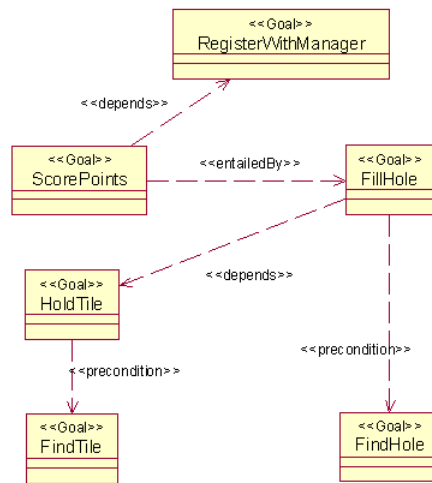 <<Goal>>
RegisterWithManager
<<depends>>
<<Goal>>
ScorePoints
<<entailedBy>>
<<Goal>>
FillHole
<<depends>>
<<Goal>>
HoldTile
<<precondition>>
<<precondition>>
<<Goal>>
FindTile
<<Goal>>
FindHole